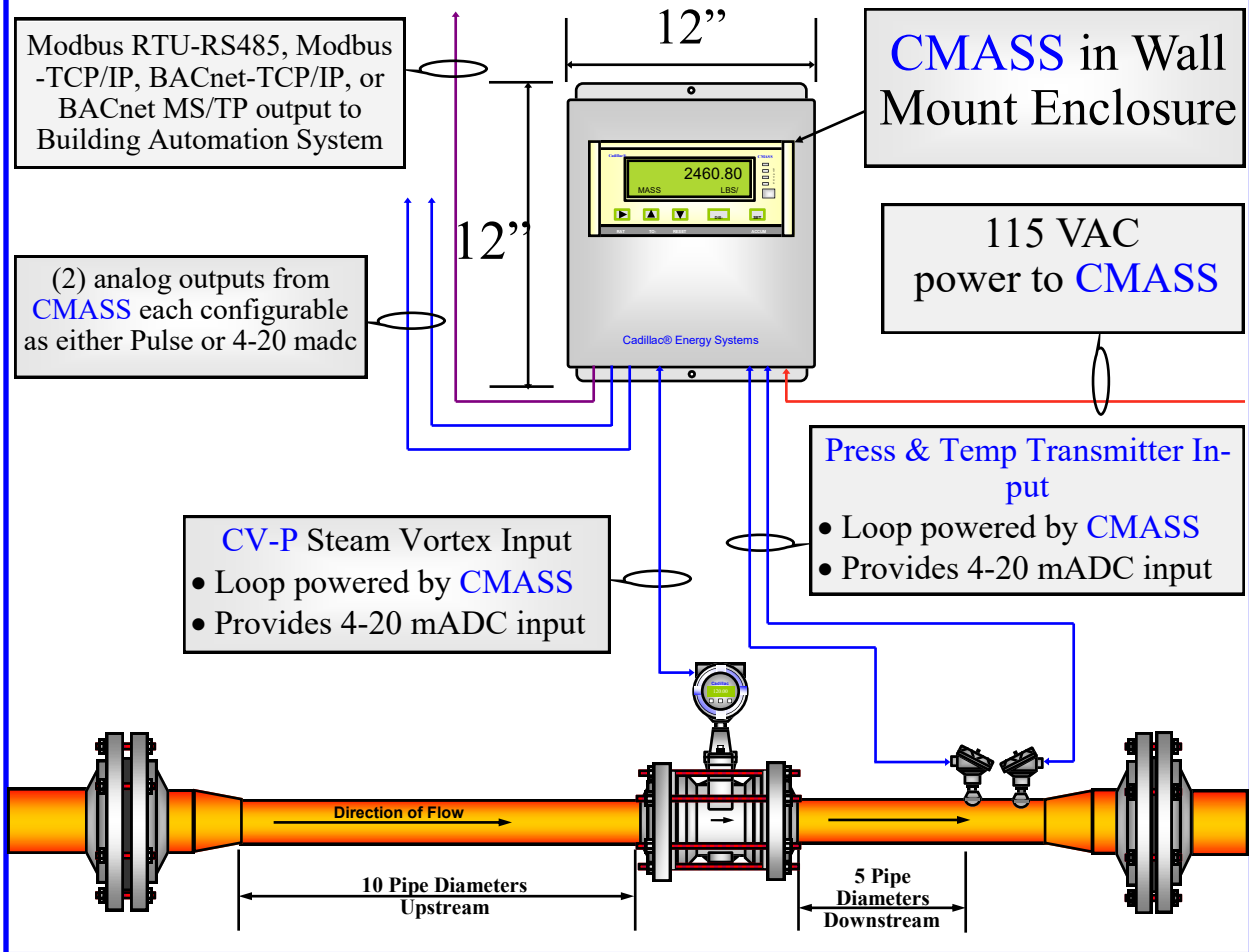 Modbus RTU-RS485, Modbus
-TCP/IP, BACnet-TCP/IP, or
BACnet MS/TP output to
Building Automation System
12”
CMASS in Wall
Mount Enclosure
Cadillac®
CMASS
2460.80
MASS
LBS/
12”
115 VAC
power to CMASS
(2) analog outputs from
CMASS each configurable
as either Pulse or 4-20 madc
Cadillac® Energy Systems
Press & Temp Transmitter In-
put
• Loop powered by CMASS
• Provides 4-20 mADC input
CV-P Steam Vortex Input
• Loop powered by CMASS
• Provides 4-20 mADC input
Cadillac
Direction of Flow
10 Pipe Diameters
Upstream
5 Pipe
Diameters
Downstream